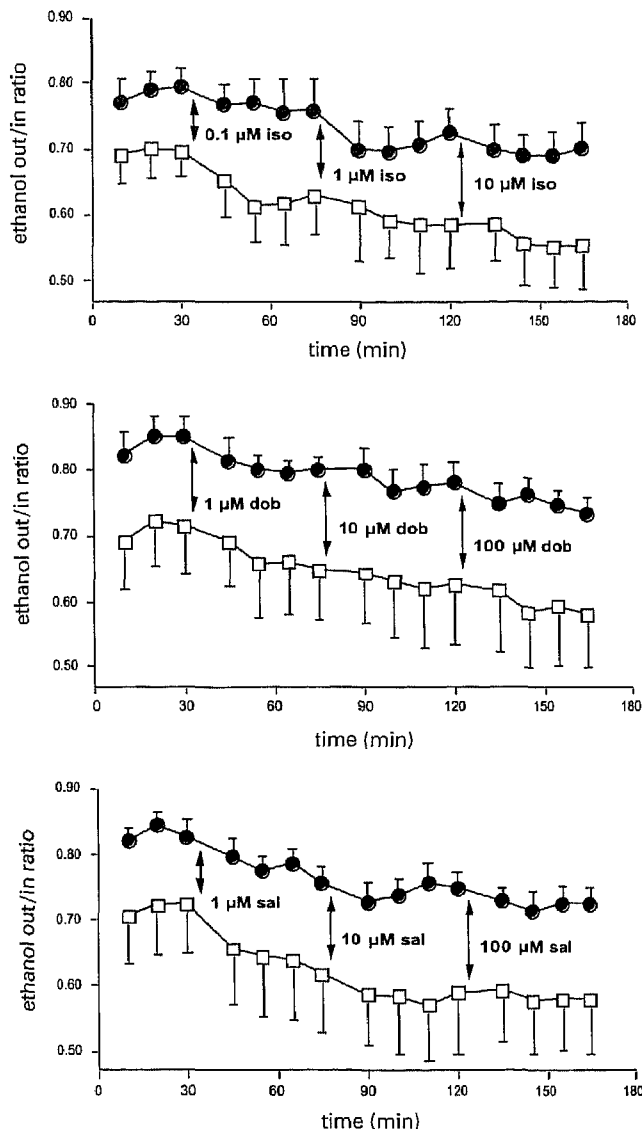 0.90
0.80
0.70
0.60
0.50
ethanol out/in ratio
0.1 µM iso
1 µM iso
10 µM iso
0 30 60 90 120 150 180
time (min)
0.90
0.80
0.70
0.60
0.50
ethanol out/in ratio
1 µM dob
10 µM dob
100 µM dob
0 30 60 90 120 150 180
time (min)
0.90
0.80
0.70
0.60
0.50
ethanol out/in ratio
1 µM sal
10 µM sal
100 µM sal
0 30 60 90 120 150 180
time (min)